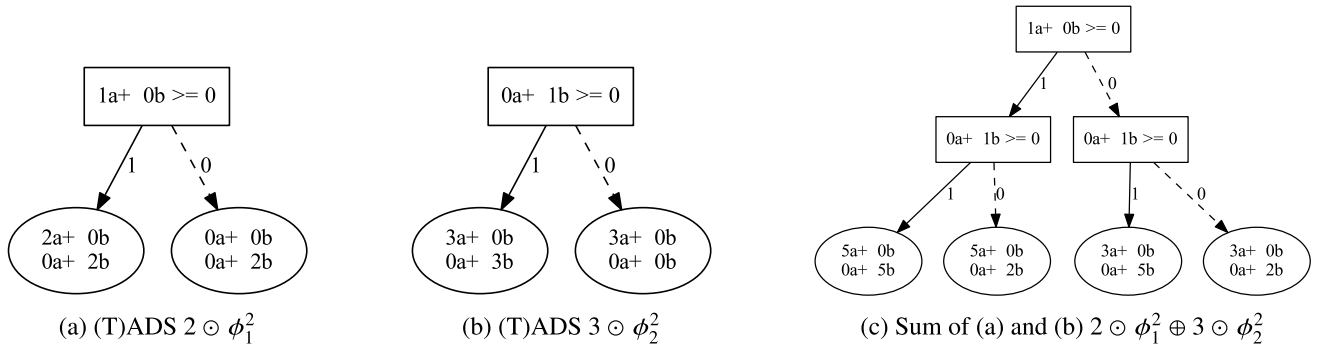 1a+ 0b >= 0
1
0
2a+ 0b
0a+ 2b
0a+ 0b
0a+ 2b
(a) (T)ADS 2 ⊙ ϕ₁²
0a+ 1b >= 0
1
0
3a+ 0b
0a+ 3b
3a+ 0b
0a+ 0b
(b) (T)ADS 3 ⊙ ϕ₂²
1a+ 0b >= 0
1
0
0a+ 1b >= 0
0a+ 1b >= 0
1
0
1
0
5a+ 0b
0a+ 5b
5a+ 0b
0a+ 2b
3a+ 0b
0a+ 5b
3a+ 0b
0a+ 2b
(c) Sum of (a) and (b) 2 ⊙ ϕ₁² ⊕ 3 ⊙ ϕ₂²